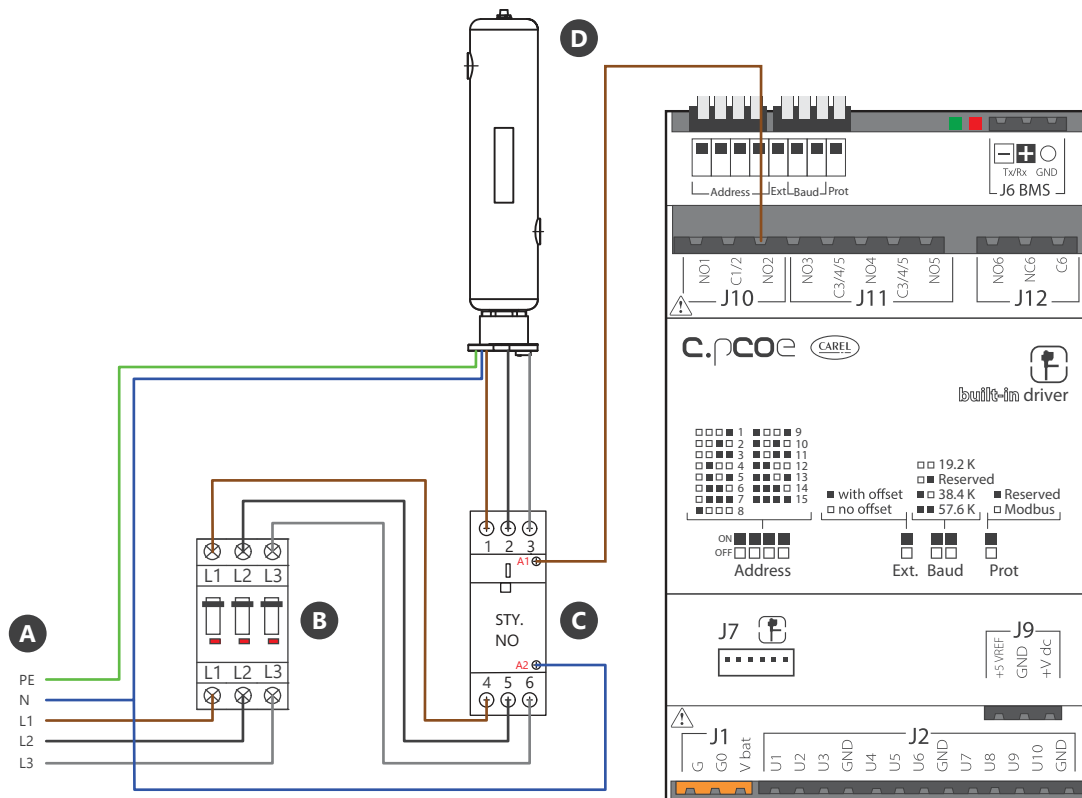 D
Address Ext Baud Prot
− + 
Tx/Rx GND
J6 BMS
NO1 C1/2 NO2 NO3 C3/4/5 NO4 C3/4/5 NO5 NO6 NC6 C6
J10 J11 J12
c.pCOe CAREL
built-in driver
1 9
2 10
3 11
4 12
5 13
6 14
7 15
8
with offset
no offset
19.2 K
Reserved
38.4 K
57.6 K
Reserved
Modbus
ON
OFF
Address Ext. Baud Prot
1 2 3
A1
STY.
NO
C
A2
4 5 6
L1 L2 L3
B
L1 L2 L3
A
PE
N
L1
L2
L3
J7
J9
+5 VREF GND +V dc
J1 J2
G G0 V bat U1 U2 U3 GND U4 U5 U6 GND U7 U8 U9 U10 GND